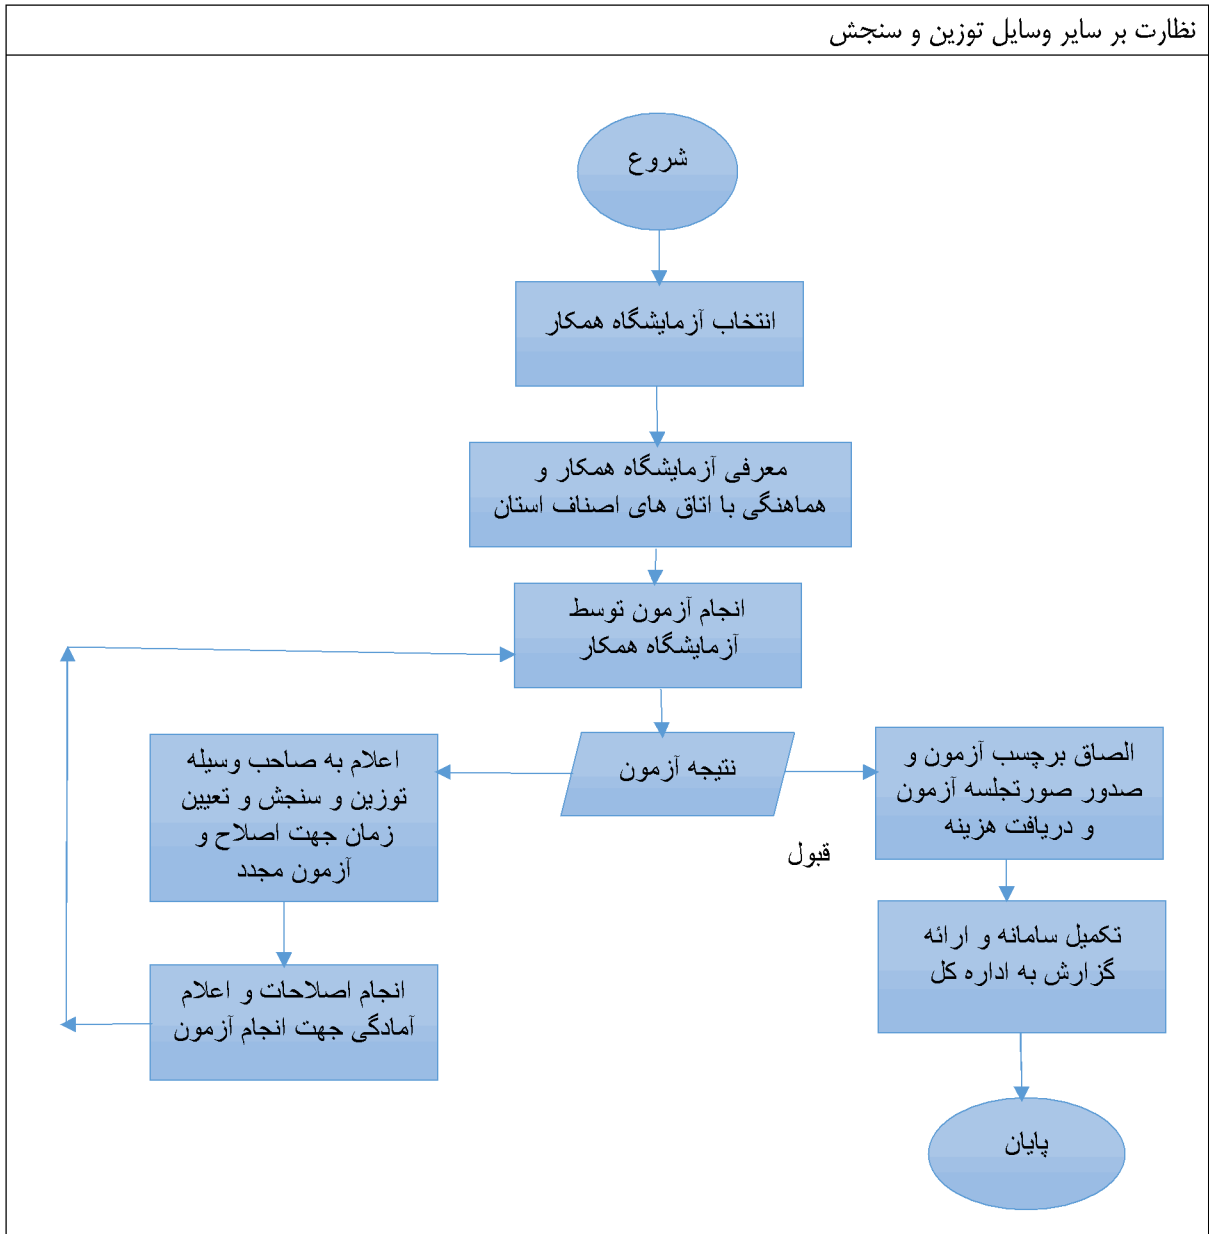 نظارت بر سایر وسایل توزین و سنجش
شروع
انتخاب آزمایشگاه همکار
معرفی آزمایشگاه همکار و
هماهنگی با اتاق های اصناف استان
انجام آزمون توسط
آزمایشگاه همکار
نتیجه آزمون
قبول
الصاق برچسب آزمون و
صدور صورتجلسه آزمون
و دریافت هزینه
تکمیل سامانه و ارائه
گزارش به اداره کل
پایان
اعلام به صاحب وسیله
توزین و سنجش و تعیین
زمان جهت اصلاح و
آزمون مجدد
انجام اصلاحات و اعلام
آمادگی جهت انجام آزمون